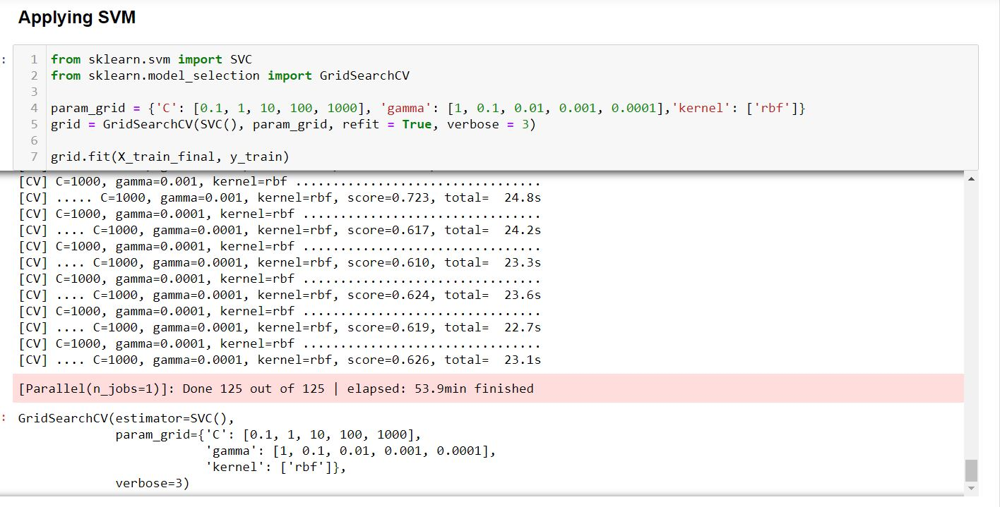 Applying SVM
:
1 from sklearn.svm import SVC
2 from sklearn.model_selection import GridSearchCV
3
4 param_grid = {'C': [0.1, 1, 10, 100, 1000], 'gamma': [1, 0.1, 0.01, 0.001, 0.0001],'kernel': ['rbf']}
5 grid = GridSearchCV(SVC(), param_grid, refit = True, verbose = 3)
6
7 grid.fit(X_train_final, y_train)
[CV] C=1000, gamma=0.001, kernel=rbf .................................
[CV] ..... C=1000, gamma=0.001, kernel=rbf, score=0.723, total=  24.8s
[CV] C=1000, gamma=0.0001, kernel=rbf ................................
[CV] .... C=1000, gamma=0.0001, kernel=rbf, score=0.617, total=  24.2s
[CV] C=1000, gamma=0.0001, kernel=rbf ................................
[CV] .... C=1000, gamma=0.0001, kernel=rbf, score=0.610, total=  23.3s
[CV] C=1000, gamma=0.0001, kernel=rbf ................................
[CV] .... C=1000, gamma=0.0001, kernel=rbf, score=0.624, total=  23.6s
[CV] C=1000, gamma=0.0001, kernel=rbf ................................
[CV] .... C=1000, gamma=0.0001, kernel=rbf, score=0.619, total=  22.7s
[CV] C=1000, gamma=0.0001, kernel=rbf ................................
[CV] .... C=1000, gamma=0.0001, kernel=rbf, score=0.626, total=  23.1s
[Parallel(n_jobs=1)]: Done 125 out of 125 | elapsed: 53.9min finished
: GridSearchCV(estimator=SVC(),
param_grid={'C': [0.1, 1, 10, 100, 1000],
'gamma': [1, 0.1, 0.01, 0.001, 0.0001],
'kernel': ['rbf']},
verbose=3)